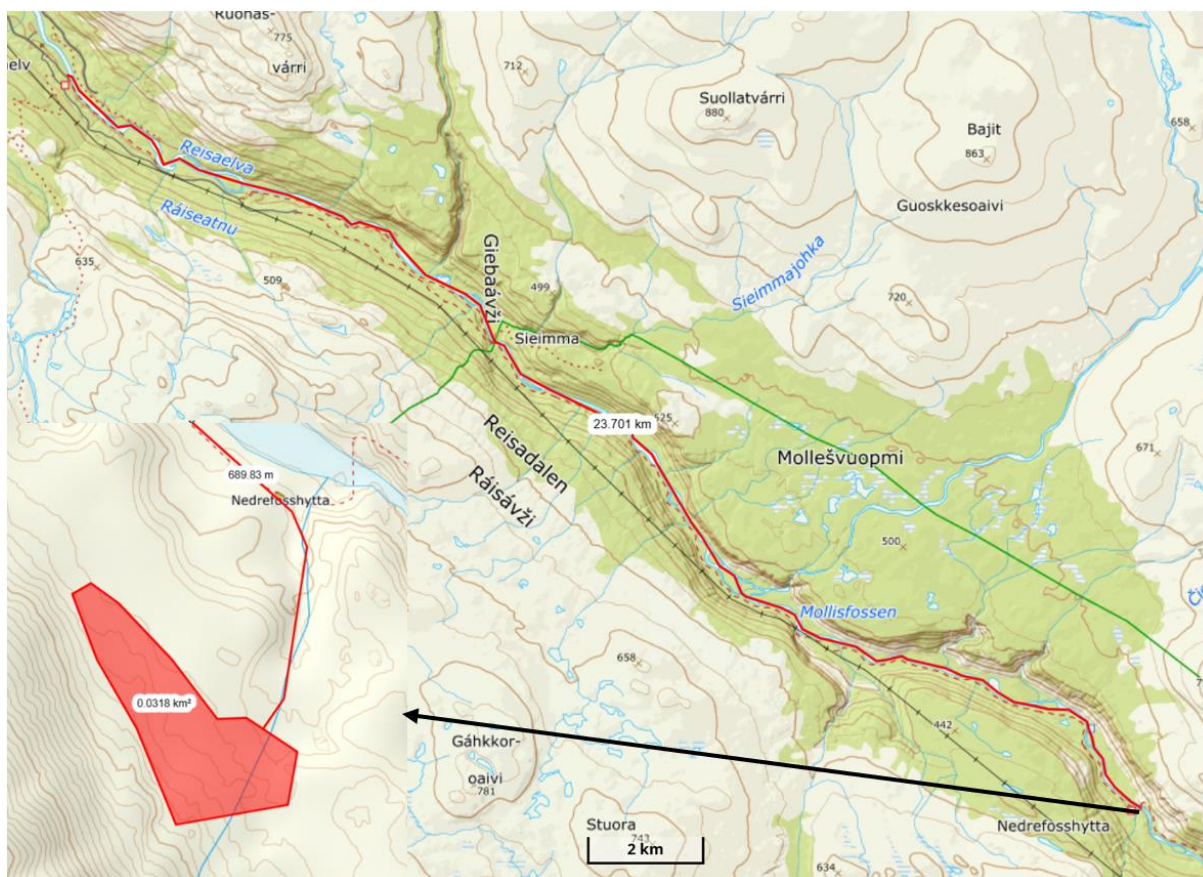 Ruonas-
775
várri
712
Suollatvárri
880
Bajit
863
658
Guoskkesoaivi
Reisaelva
Ráiseatnu
635
509
Giebaávži
499
Sieimma
Sieimmajohka
720
23.701 km
525
Reisadalen
Ráisávži
Mollešvuopmi
671
500
Mollisfossen
658
442
Gáhkkor-
oaivi
781
Stuora
743
2 km
Nedrefosshytta
634
689.83 m
Nedrefosshytta
0.0318 km²